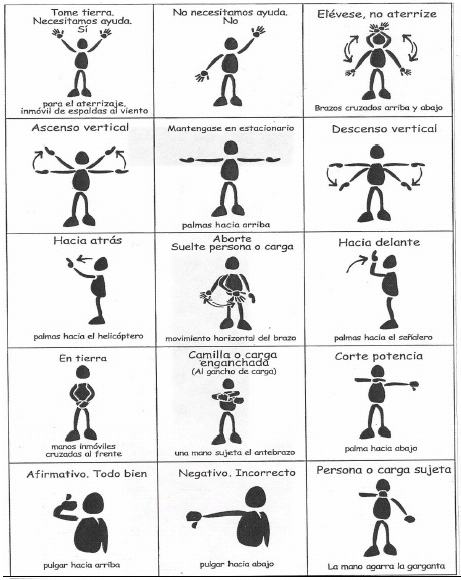 Tome tierra.
Necesitamos ayuda.
Sí
para el aterrizaje,
inmóvil de espaldas al viento
No necesitamos ayuda.
No
Elévese, no aterrize
Brazos cruzados arriba y abajo
Ascenso vertical
Mantengase en estacionario
palmas hacia arriba
Descenso vertical
Hacia atrás
palmas hacia el helicóptero
Aborte
Suelte persona o carga
movimiento horizontal del brazo
Hacia delante
palmas hacia el señalero
En tierra
manos inmóviles
cruzadas al frente
Camilla o carga
enganchada
(Al gancho de carga)
una mano sujeta el antebrazo
Corte potencia
palma hacia abajo
Afirmativo. Todo bien
pulgar hacia arriba
Negativo. Incorrecto
pulgar hacia abajo
Persona o carga sujeta
La mano agarra la garganta